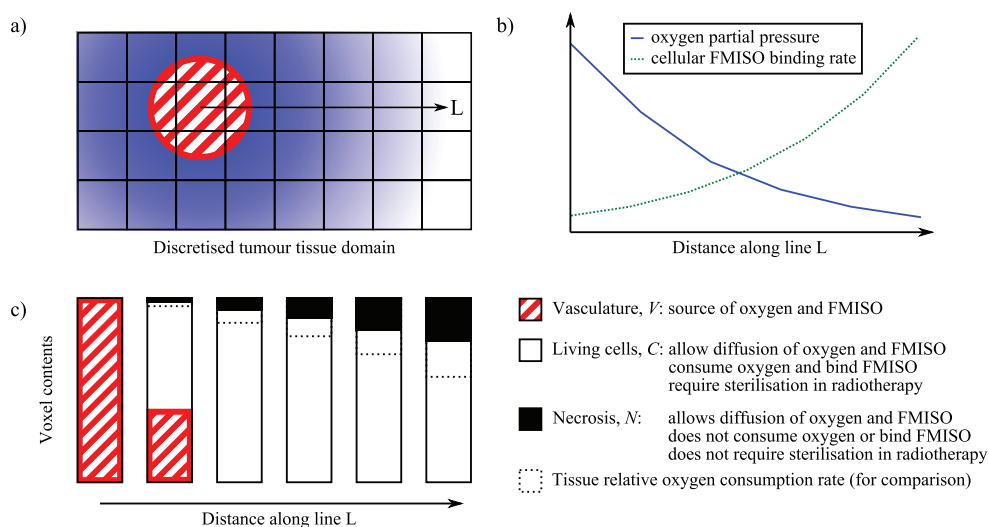 a)
L
Discretised tumour tissue domain
b)
oxygen partial pressure
cellular FMISO binding rate
Distance along line L
c)
Voxel contents
Distance along line L
Vasculature, V: source of oxygen and FMISO
Living cells, C: allow diffusion of oxygen and FMISO
consume oxygen and bind FMISO
require sterilisation in radiotherapy
Necrosis, N: allows diffusion of oxygen and FMISO
does not consume oxygen or bind FMISO
does not require sterilisation in radiotherapy
Tissue relative oxygen consumption rate (for comparison)